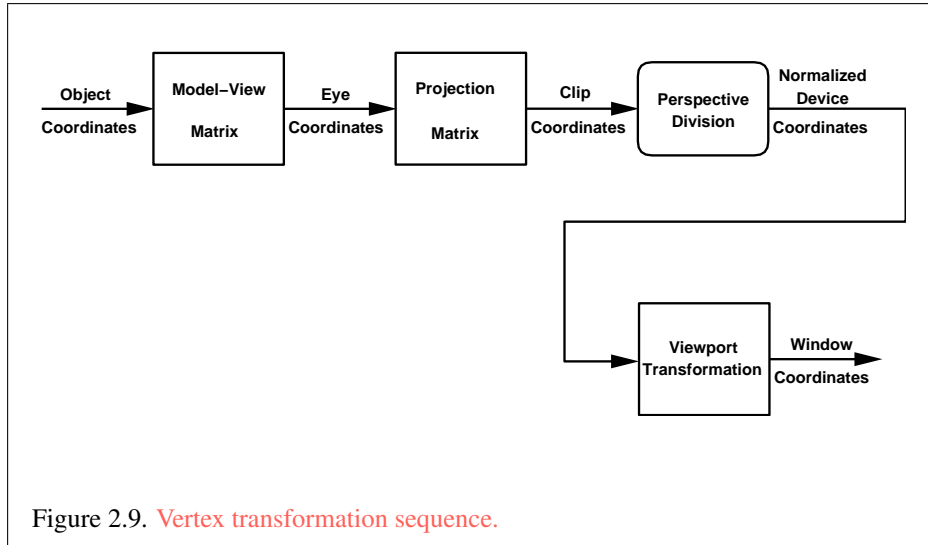 Object
Coordinates
Model–View
Matrix
Eye
Coordinates
Projection
Matrix
Clip
Coordinates
Perspective
Division
Normalized
Device
Coordinates
Viewport
Transformation
Window
Coordinates
Figure 2.9. Vertex transformation sequence.